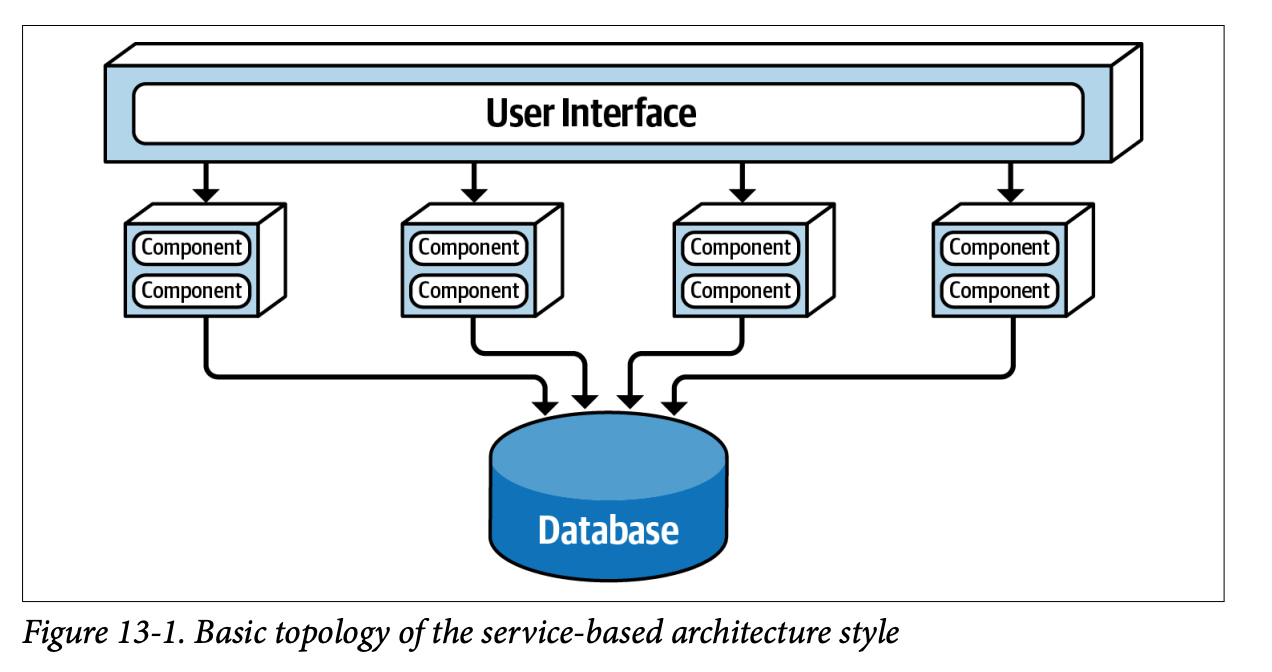 User Interface
Component Component Component Component
Component Component Component Component
Database
Figure 13-1. Basic topology of the service-based architecture style